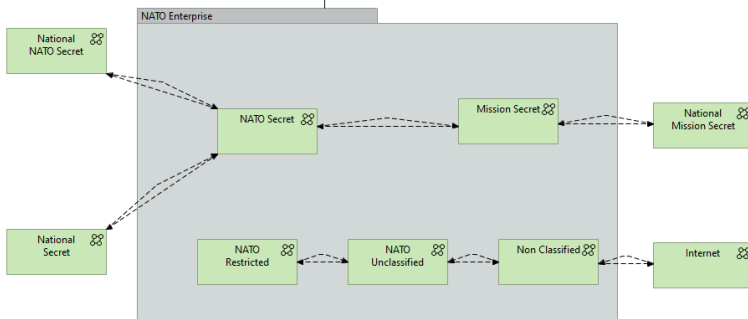 NATO Enterprise
National
NATO Secret
NATO Secret
Mission Secret
National
Mission Secret
National
Secret
NATO
Restricted
NATO
Unclassified
Non Classified
Internet